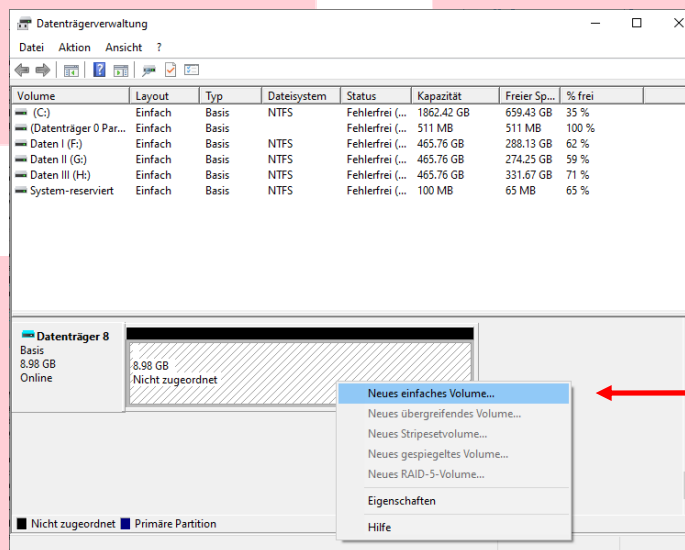 Datenträgerverwaltung
Datei Aktion Ansicht ?
Volume Layout Typ Dateisystem Status Kapazität Freier Sp... % frei
(C:) Einfach Basis NTFS Fehlerfrei (... 1862.42 GB 659.43 GB 35 %
(Datenträger 0 Par... Einfach Basis Fehlerfrei (... 511 MB 511 MB 100 %
Daten I (F:) Einfach Basis NTFS Fehlerfrei (... 465.76 GB 288.13 GB 62 %
Daten II (G:) Einfach Basis NTFS Fehlerfrei (... 465.76 GB 274.25 GB 59 %
Daten III (H:) Einfach Basis NTFS Fehlerfrei (... 465.76 GB 331.67 GB 71 %
System-reserviert Einfach Basis NTFS Fehlerfrei (... 100 MB 65 MB 65 %
Datenträger 8
Basis
8.98 GB
Online
8.98 GB
Nicht zugeordnet
Neues einfaches Volume...
Neues übergreifendes Volume...
Neues Stripesetvolume...
Neues gespiegeltes Volume...
Neues RAID-5-Volume...
Eigenschaften
Hilfe
Nicht zugeordnet Primäre Partition